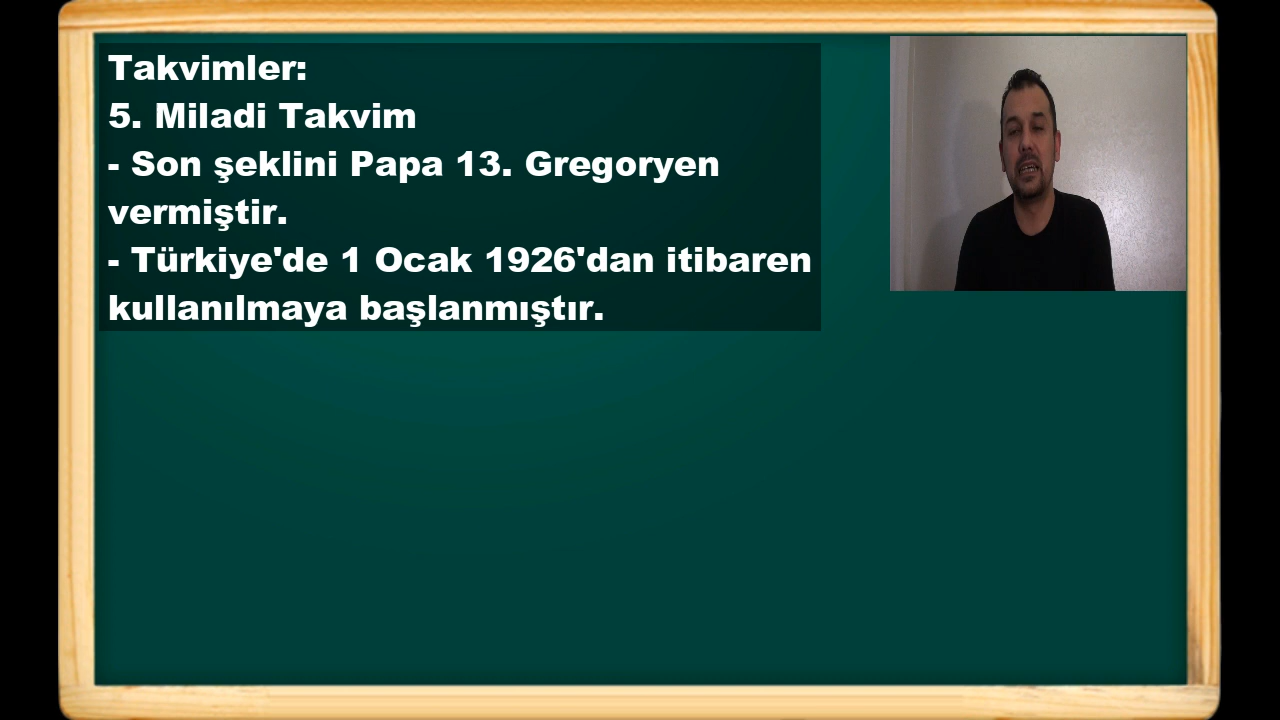 Takvimler:
5. Miladi Takvim
- Son şeklini Papa 13. Gregoryen
vermiştir.
- Türkiye'de 1 Ocak 1926'dan itibaren
kullanılmaya başlanmıştır.